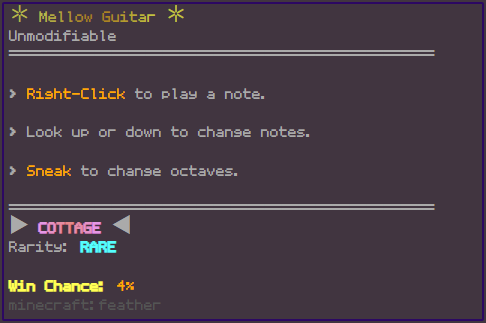 ✳ Mellow Guitar ✳
Unmodifiable
> Right-Click to play a note.
> Look up or down to change notes.
> Sneak to change octaves.
▶ COTTAGE ◀
Rarity: RARE
Win Chance: 4%
minecraft:feather